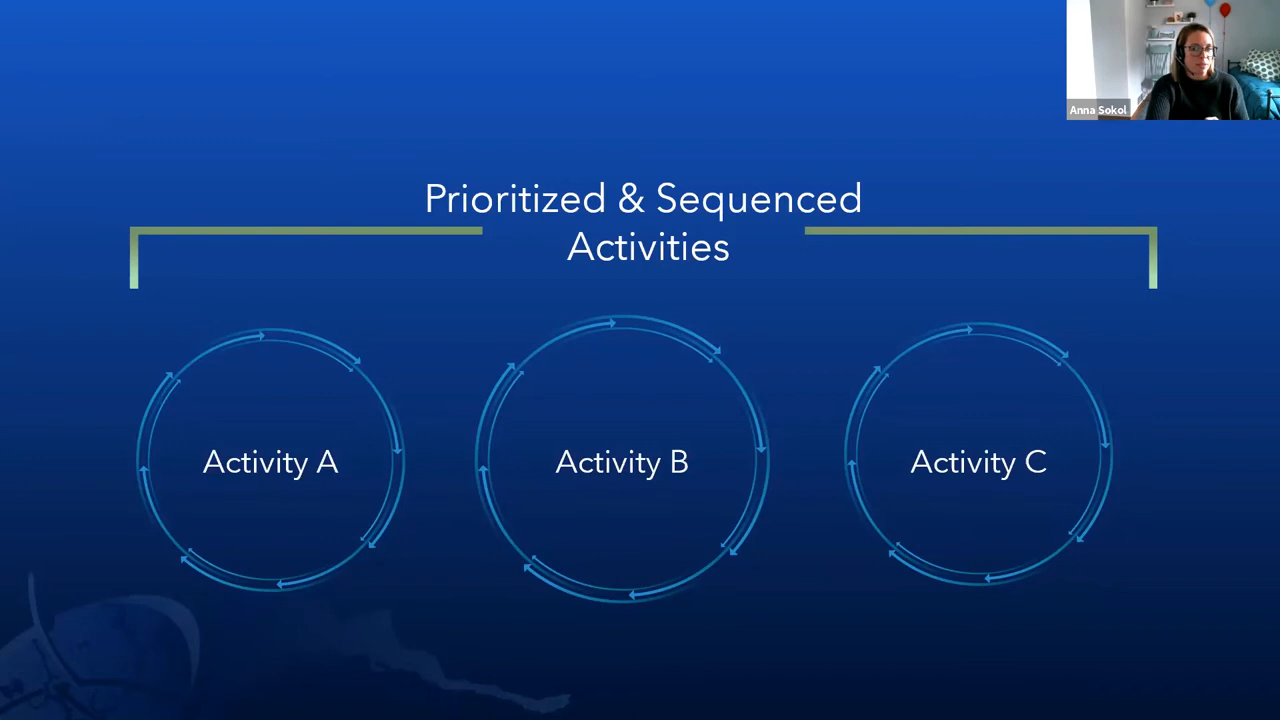 Anna Sokol
Prioritized & Sequenced
Activities
Activity A
Activity B
Activity C